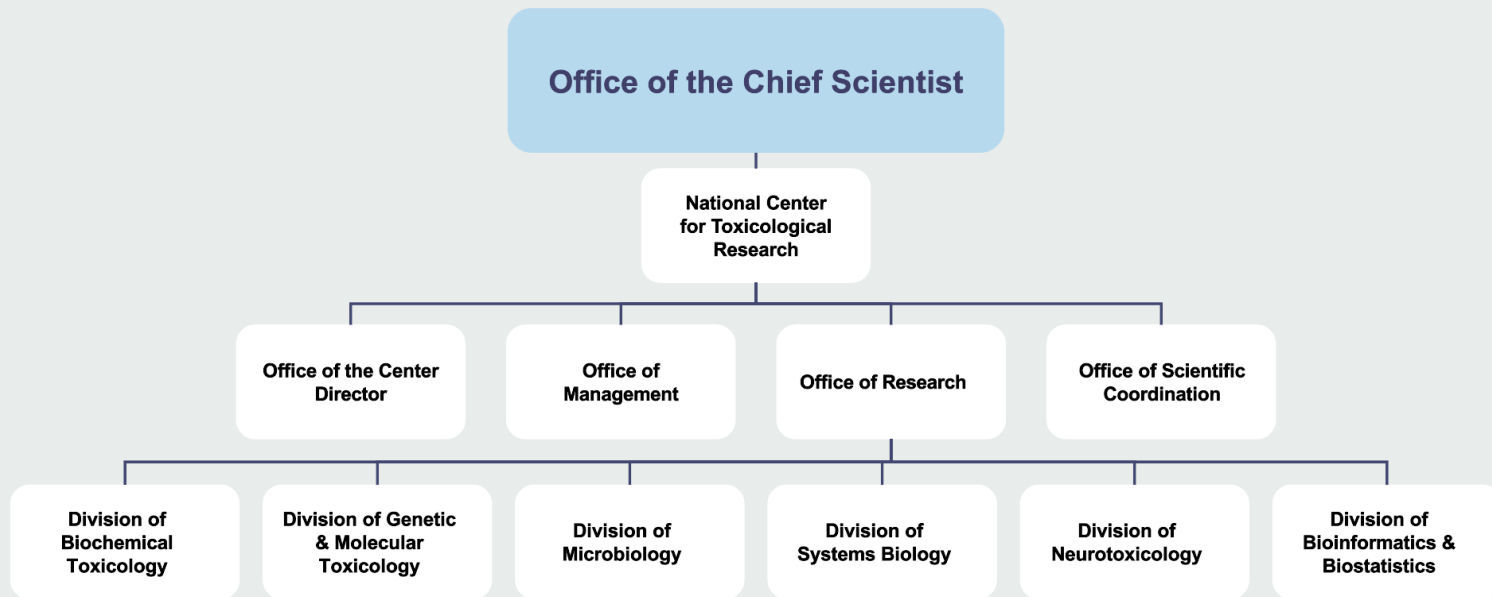 Office of the Chief Scientist
National Center
for Toxicological
Research
Office of the Center
Director
Office of
Management
Office of Research
Office of Scientific
Coordination
Division of
Biochemical
Toxicology
Division of Genetic
& Molecular
Toxicology
Division of
Microbiology
Division of
Systems Biology
Division of
Neurotoxicology
Division of
Bioinformatics &
Biostatistics